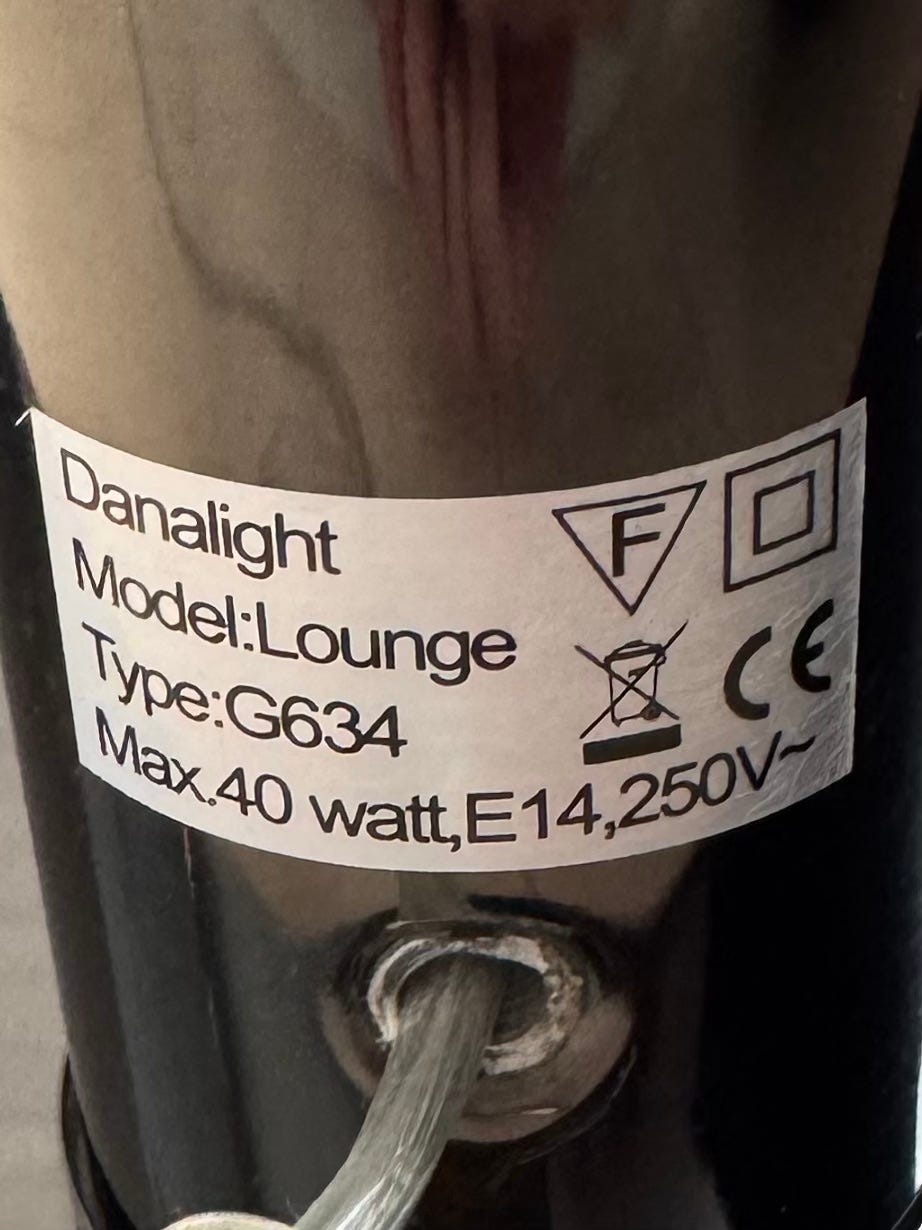 Danalight
F
Model:Lounge
CE
Type:G634
Max.40 watt,E14,250V~